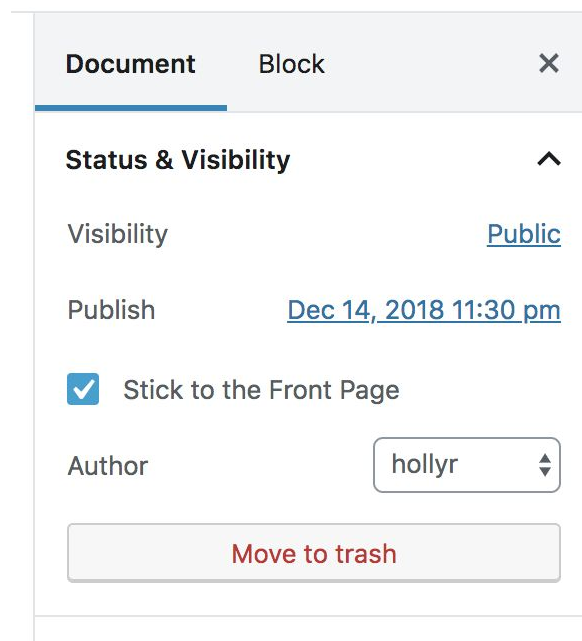 Document Block ×
Status & Visibility
Visibility Public
Publish Dec 14, 2018 11:30 pm
Stick to the Front Page
Author hollyr
Move to trash